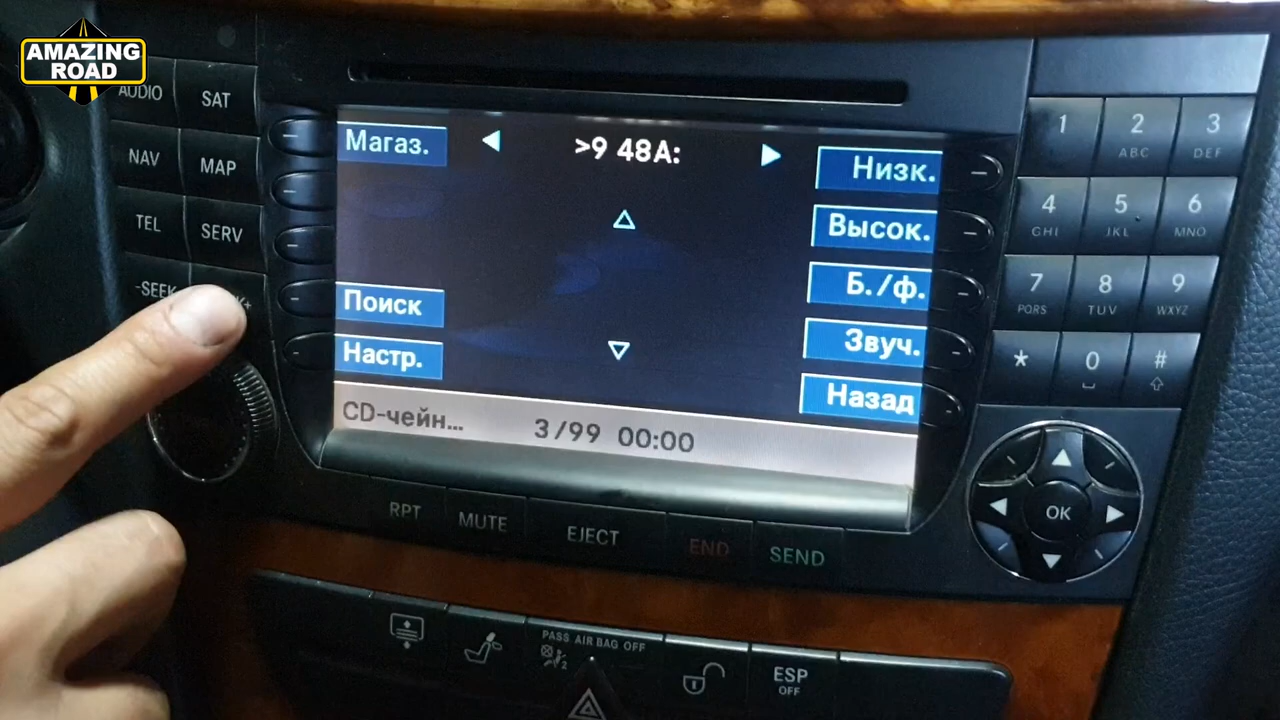 AMAZING
ROAD
AUDIO
SAT
NAV
MAP
TEL
SERV
-SEEK
Магаз.
>9 48A:
Низк.
Высок.
Б./ф.
Поиск
Звуч.
Настр.
Назад
CD-чейн...
3/99 00:00
1
2
ABC
3
DEF
4
GHI
5
JKL
6
MNO
7
PQRS
8
TUV
9
WXYZ
*
0
#
OK
RPT
MUTE
EJECT
END
SEND
PASS AIR BAG OFF
ESP
OFF